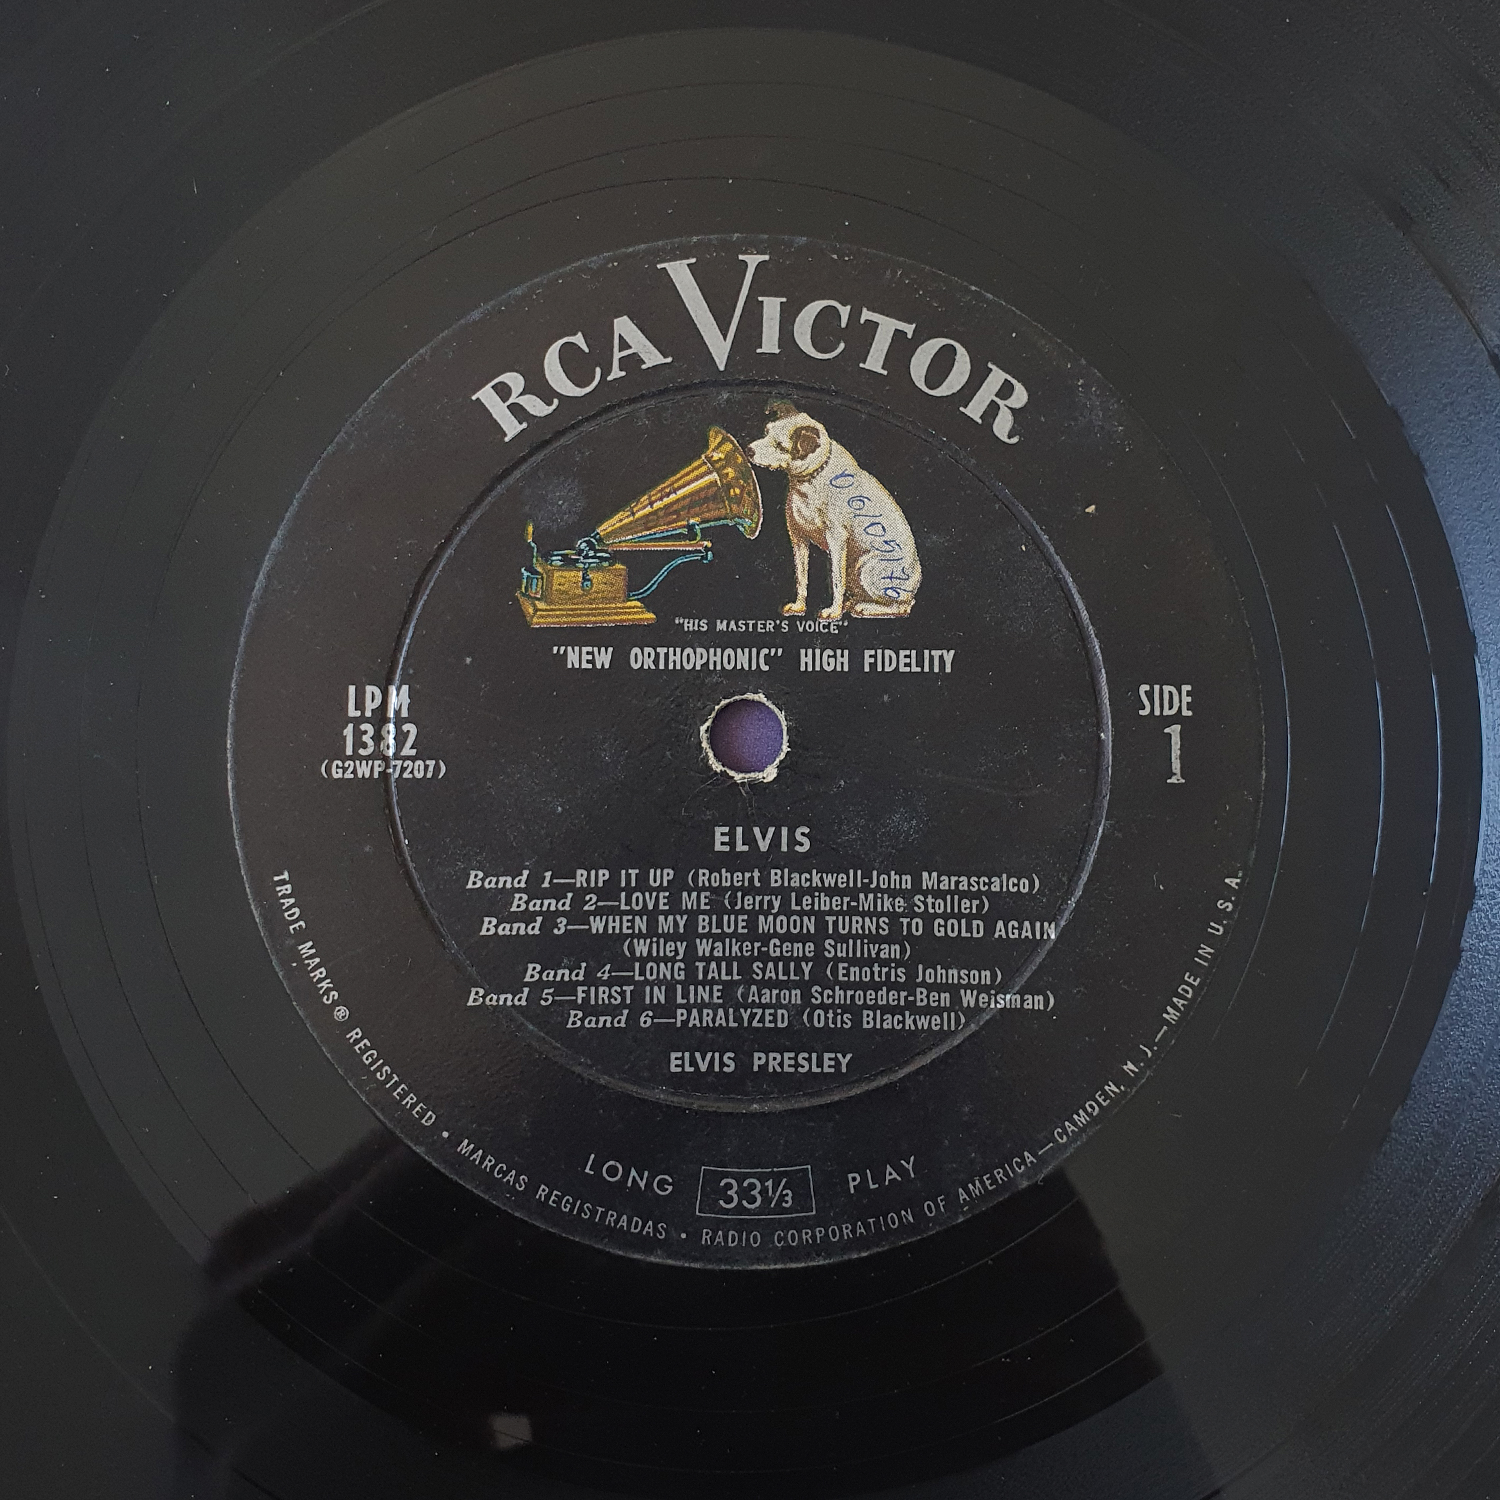 RCA VICTOR
"HIS MASTER'S VOICE"
"NEW ORTHOPHONIC" HIGH FIDELITY
LPM
1382
(G2WP-7207)
SIDE
1
ELVIS
Band 1—RIP IT UP (Robert Blackwell-John Marascalco)
Band 2—LOVE ME (Jerry Leiber-Mike Stoller)
Band 3—WHEN MY BLUE MOON TURNS TO GOLD AGAIN
(Wiley Walker-Gene Sullivan)
Band 4—LONG TALL SALLY (Enotris Johnson)
Band 5—FIRST IN LINE (Aaron Schroeder-Ben Weisman)
Band 6—PARALYZED (Otis Blackwell)
ELVIS PRESLEY
LONG 33⅓ PLAY
TRADE MARKS ® REGISTERED • MARCAS REGISTRADAS • RADIO CORPORATION OF AMERICA—CAMDEN, N. J.—MADE IN U.S.A.